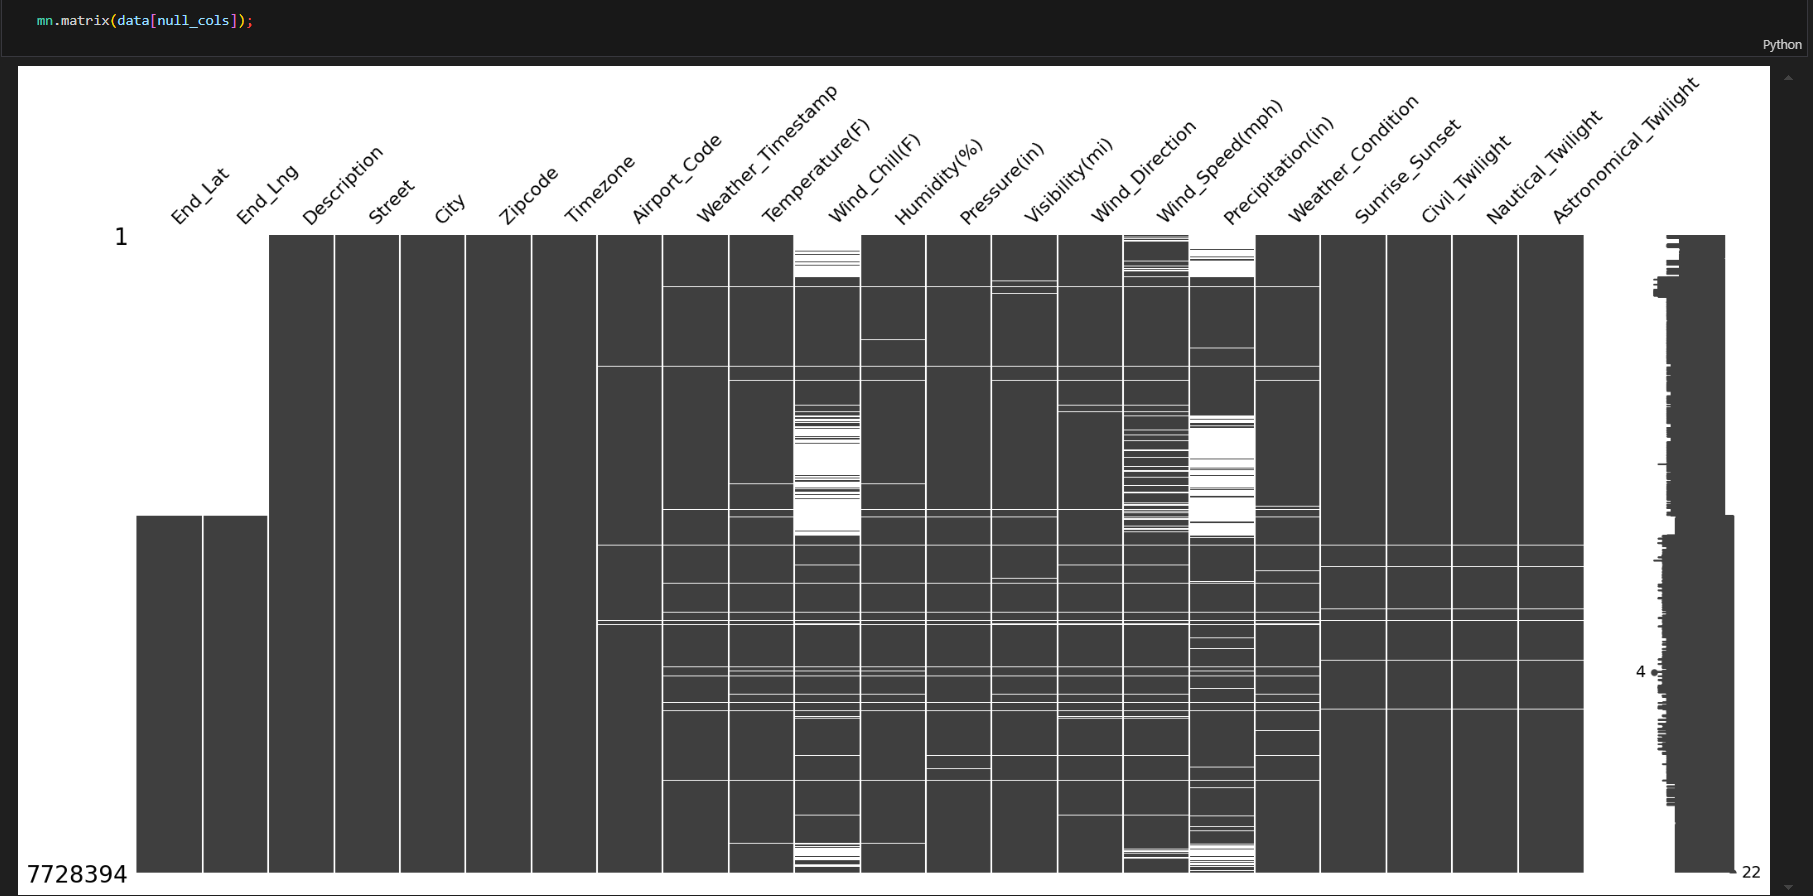 mn.matrix(data[null_cols]);
Python
End_Lat
End_Lng
Description
Street
City
Zipcode
Timezone
Airport_Code
Weather_Timestamp
Temperature(F)
Wind_Chill(F)
Humidity(%)
Pressure(in)
Visibility(mi)
Wind_Direction
Wind_Speed(mph)
Precipitation(in)
Weather_Condition
Sunrise_Sunset
Civil_Twilight
Nautical_Twilight
Astronomical_Twilight
1
4
7728394
22